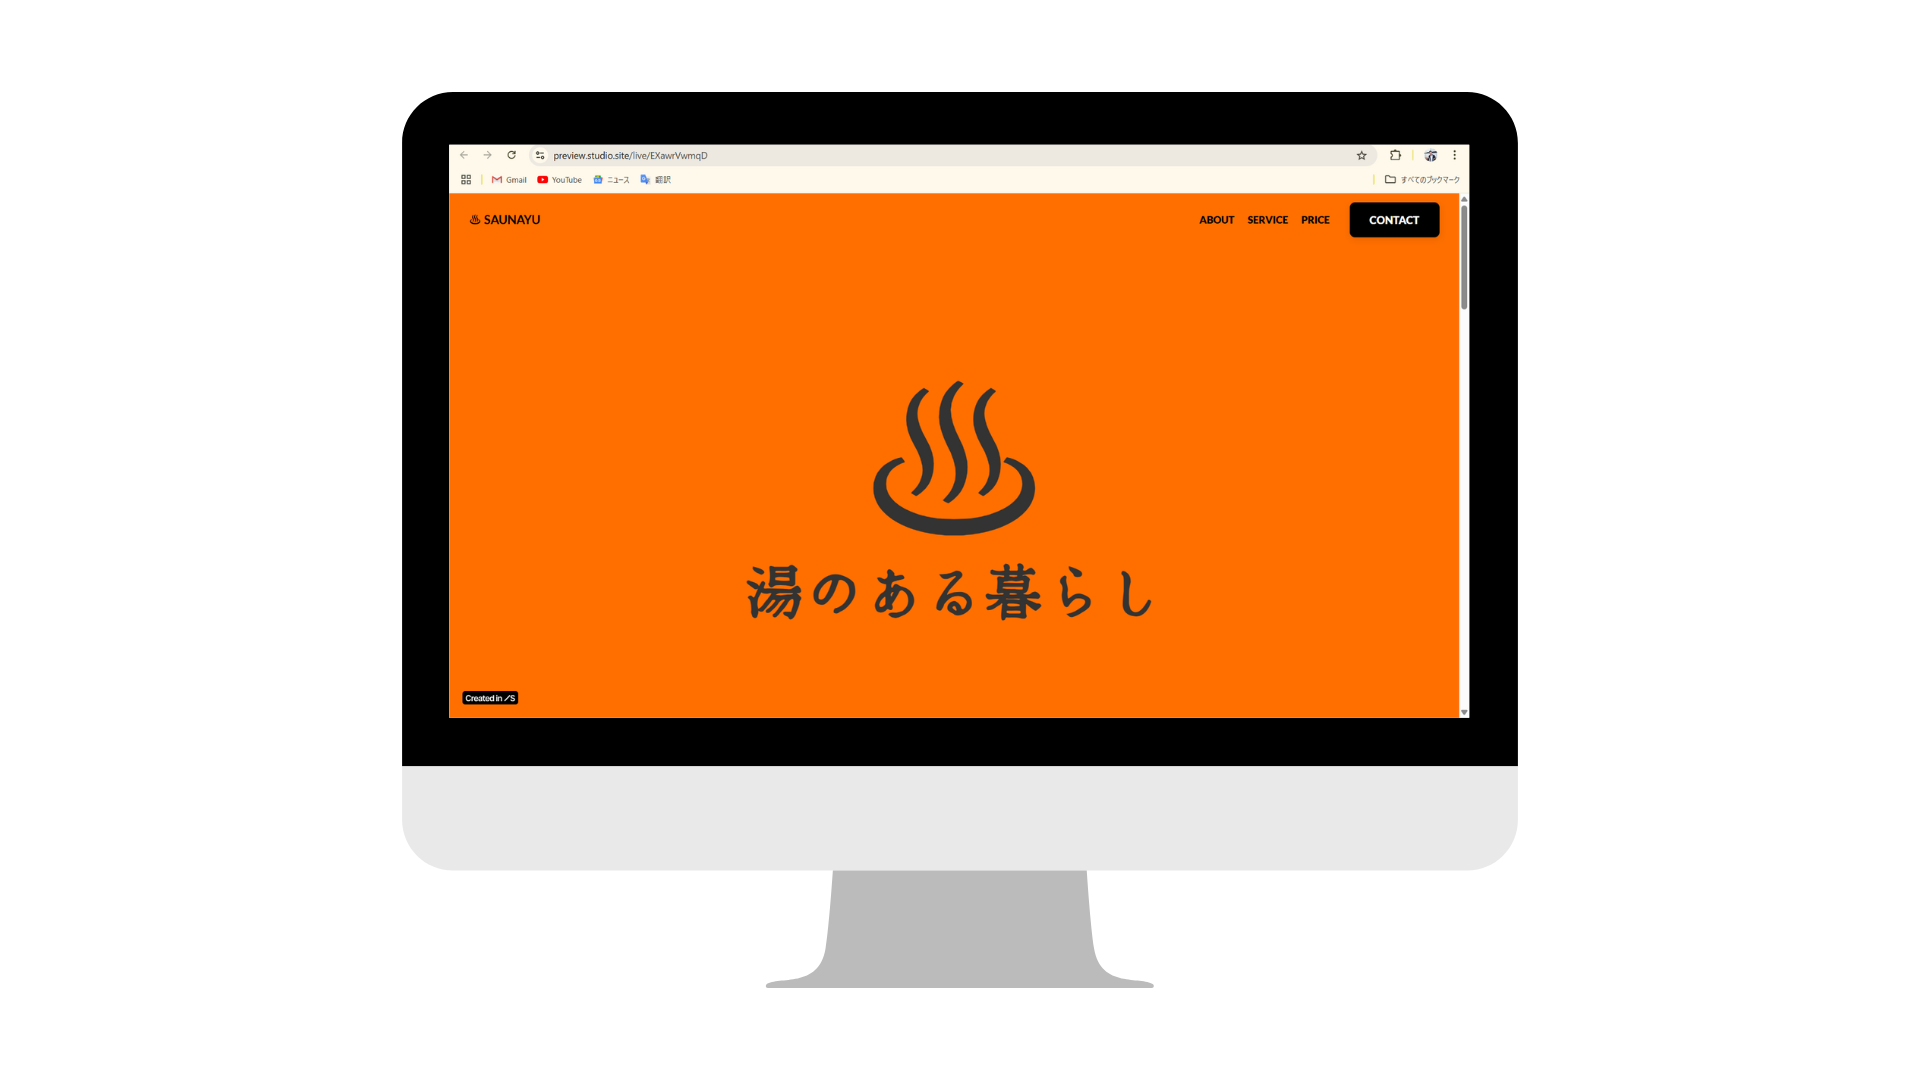 preview.studio.site/live/EXawrVwmqD
Gmail YouTube ニュース 翻訳 すべてのブックマーク
♨ SAUNAYU ABOUT SERVICE PRICE CONTACT
湯のある暮らし
Created in /S